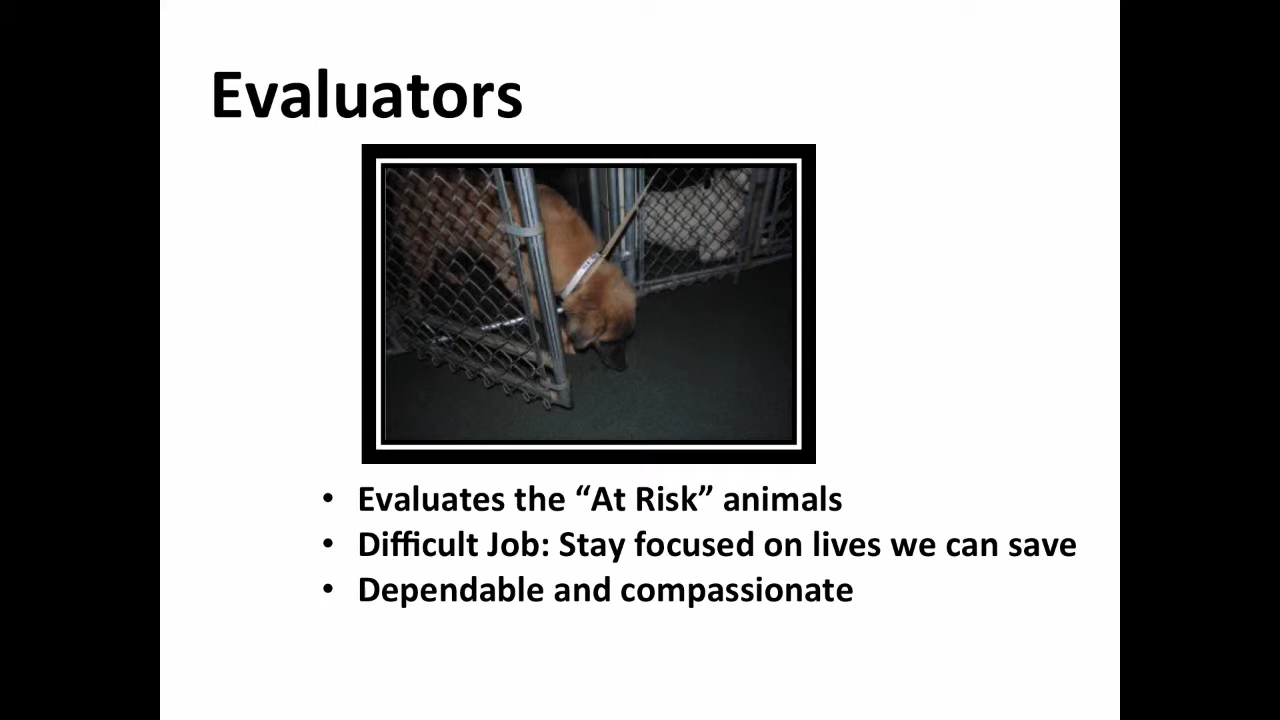 Evaluators
• Evaluates the “At Risk” animals
• Difficult Job: Stay focused on lives we can save
• Dependable and compassionate